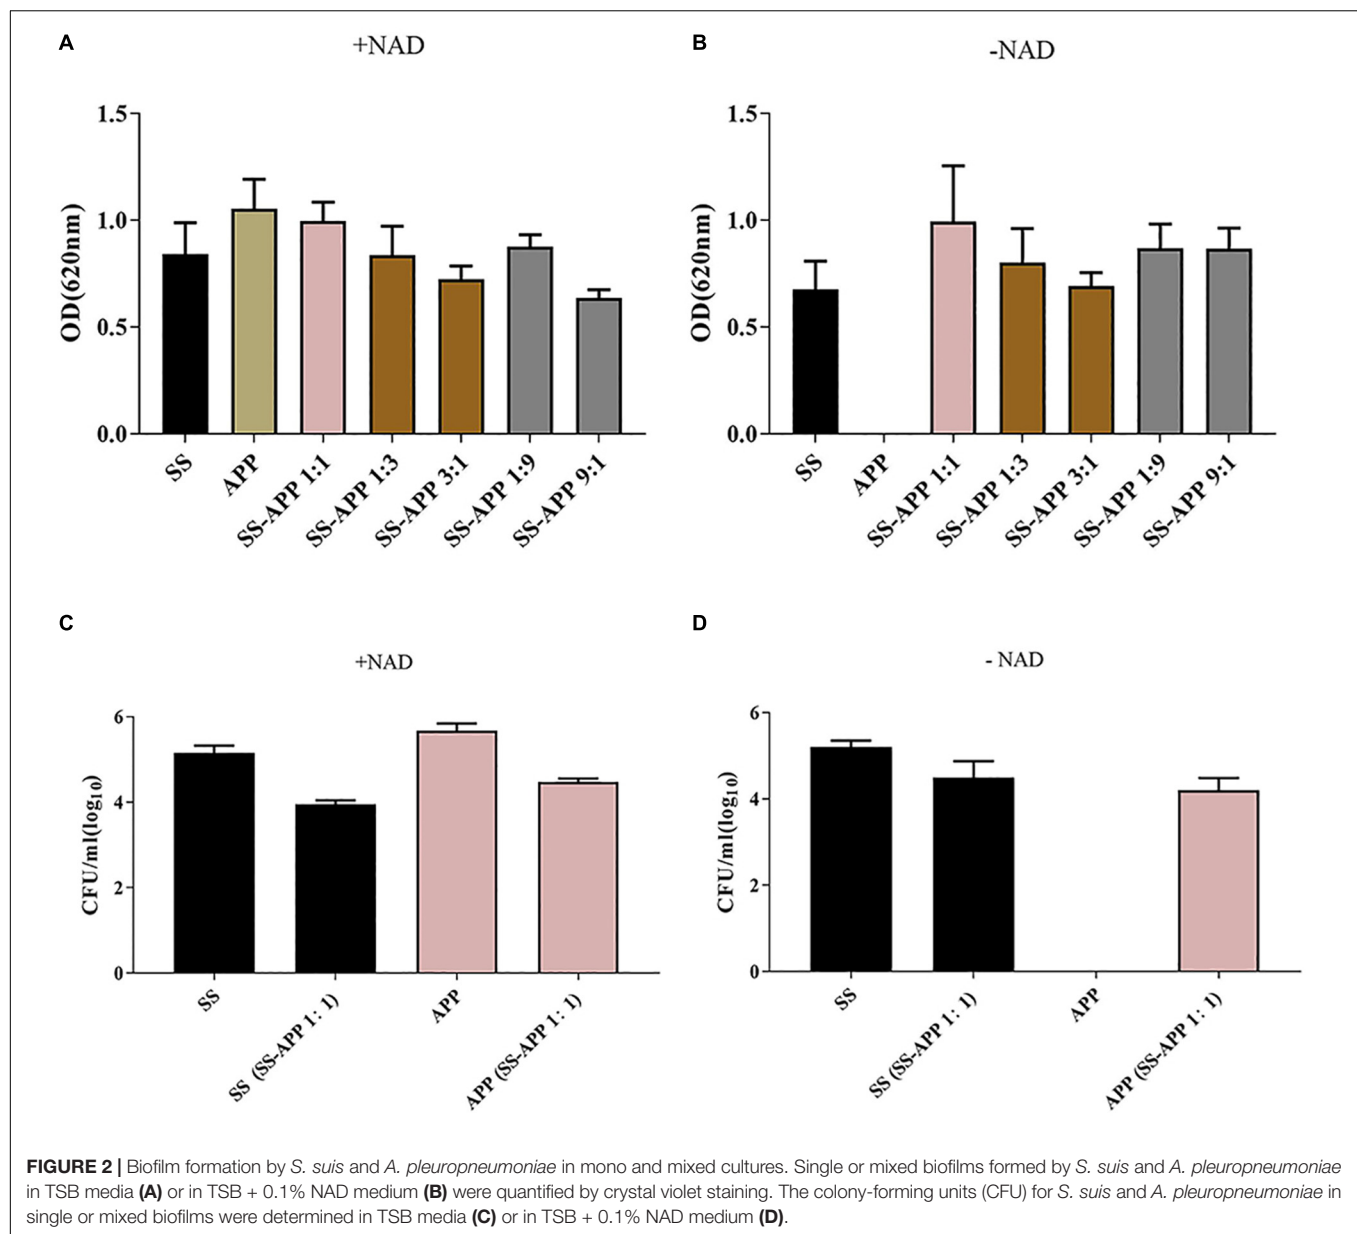 A
+NAD
1.5
1.0
0.5
0.0
OD(620nm)
SS
APP
SS-APP 1:1
SS-APP 1:3
SS-APP 3:1
SS-APP 1:9
SS-APP 9:1
B
-NAD
1.5
1.0
0.5
0.0
OD(620nm)
SS
APP
SS-APP 1:1
SS-APP 1:3
SS-APP 3:1
SS-APP 1:9
SS-APP 9:1
C
+NAD
6
4
2
0
CFU/ml(log10)
SS
SS (SS-APP 1: 1)
APP
APP (SS-APP 1: 1)
D
- NAD
6
4
2
0
CFU/ml(log10)
SS
SS (SS-APP 1: 1)
APP
APP (SS-APP 1: 1)
FIGURE 2 | Biofilm formation by S. suis and A. pleuropneumoniae in mono and mixed cultures. Single or mixed biofilms formed by S. suis and A. pleuropneumoniae
in TSB media (A) or in TSB + 0.1% NAD medium (B) were quantified by crystal violet staining. The colony-forming units (CFU) for S. suis and A. pleuropneumoniae in
single or mixed biofilms were determined in TSB media (C) or in TSB + 0.1% NAD medium (D).